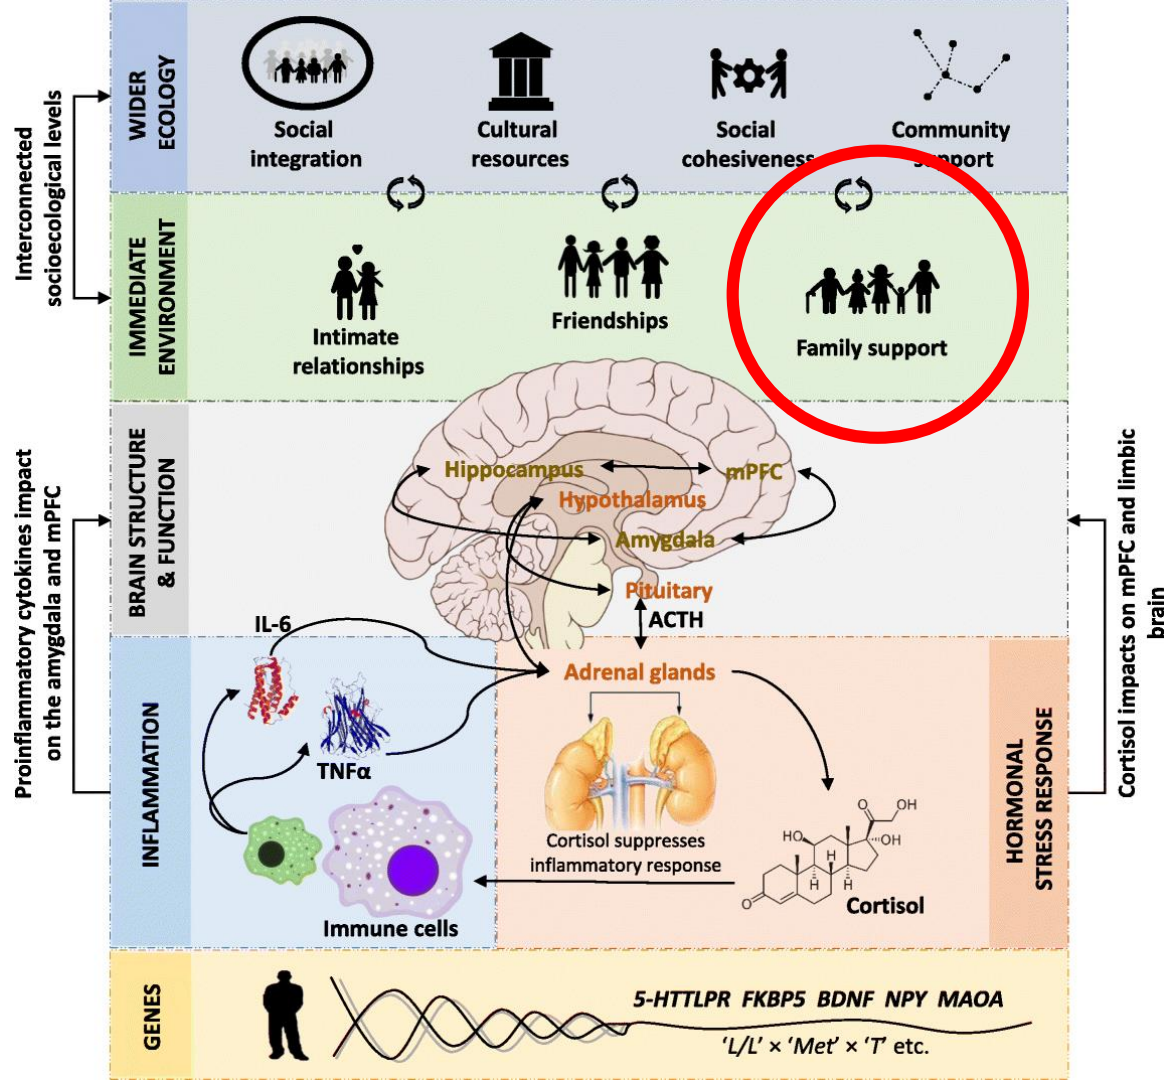 WIDER
ECOLOGY
Social
integration
Cultural
resources
Social
cohesiveness
Community
support
Interconnected
socioecological levels
IMMEDIATE
ENVIRONMENT
Intimate
relationships
Friendships
Family support
BRAIN STRUCTURE
& FUNCTION
Hippocampus
mPFC
Hypothalamus
Amygdala
Pituitary
ACTH
Proinflammatory cytokines impact
on the amygdala and mPFC
Cortisol impacts on mPFC and limbic
brain
INFLAMMATION
IL-6
TNFα
Immune cells
Adrenal glands
Cortisol suppresses
inflammatory response
O
OH
HO
OH
H
H
H
O
Cortisol
HORMONAL
STRESS RESPONSE
GENES
5-HTTLPR FKBP5 BDNF NPY MAOA
‘L/L’ × ‘Met’ × ‘T’ etc.